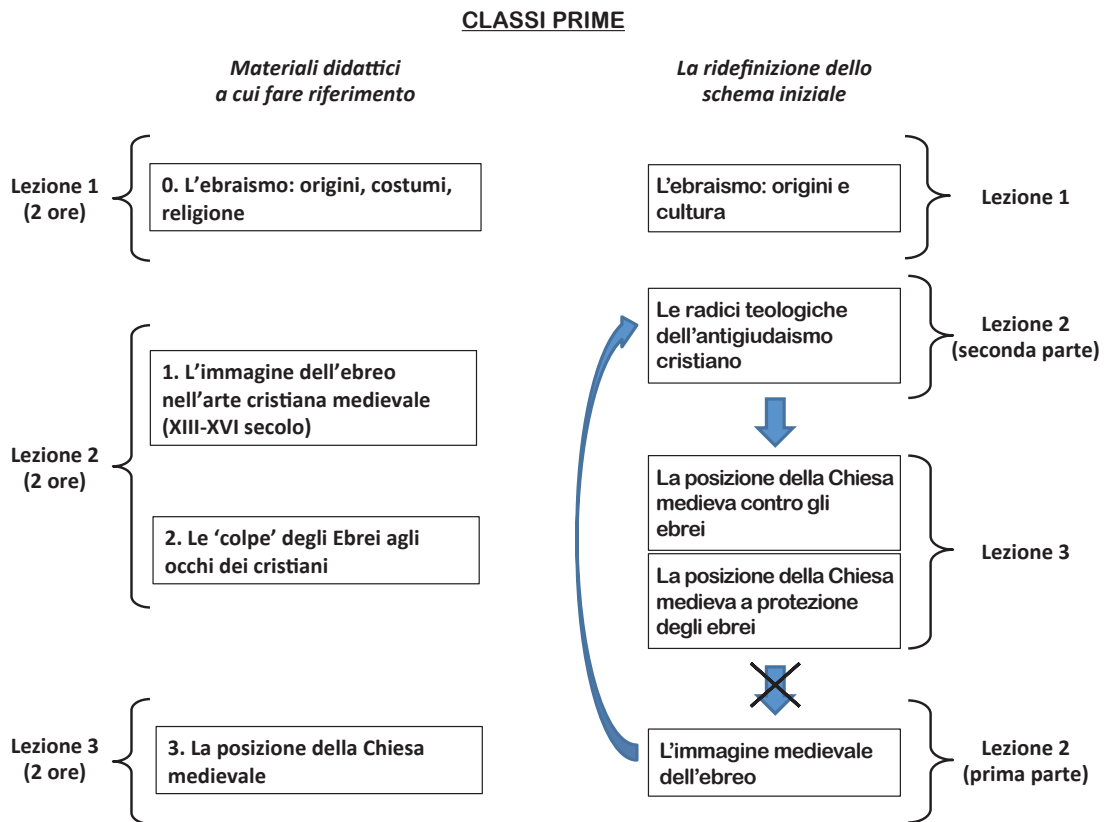 CLASSI PRIME
Materiali didattici
a cui fare riferimento
La ridefinizione dello
schema iniziale
Lezione 1
(2 ore)
0. L'ebraismo: origini, costumi,
religione
L'ebraismo: origini e
cultura
Lezione 1
Le radici teologiche
dell'antigiudaismo
cristiano
Lezione 2
(seconda parte)
Lezione 2
(2 ore)
1. L'immagine dell'ebreo
nell'arte cristiana medievale
(XIII-XVI secolo)
2. Le ‘colpe’ degli Ebrei agli
occhi dei cristiani
La posizione della Chiesa
medieva contro gli
ebrei
La posizione della Chiesa
medieva a protezione
degli ebrei
Lezione 3
Lezione 3
(2 ore)
3. La posizione della Chiesa
medievale
L'immagine medievale
dell'ebreo
Lezione 2
(prima parte)